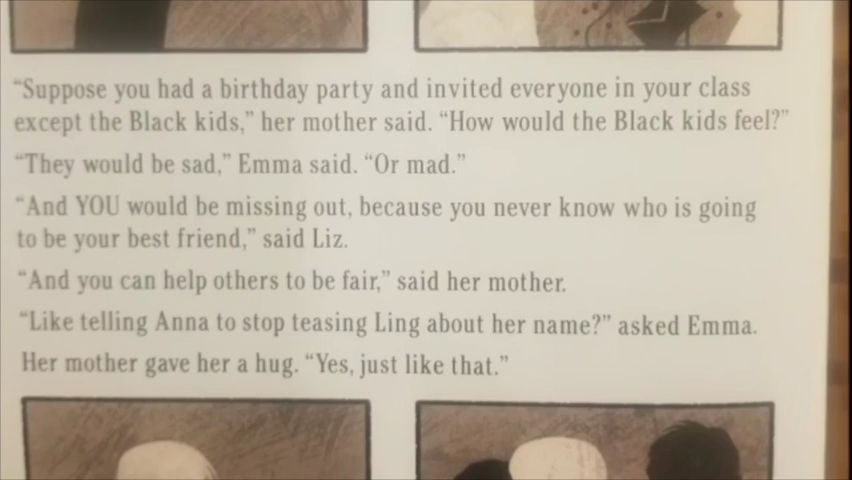 “Suppose you had a birthday party and invited everyone in your class
except the Black kids,” her mother said. “How would the Black kids feel?”
“They would be sad,” Emma said. “Or mad.”
“And YOU would be missing out, because you never know who is going
to be your best friend,” said Liz.
“And you can help others to be fair,” said her mother.
“Like telling Anna to stop teasing Ling about her name?” asked Emma.
Her mother gave her a hug. “Yes, just like that.”